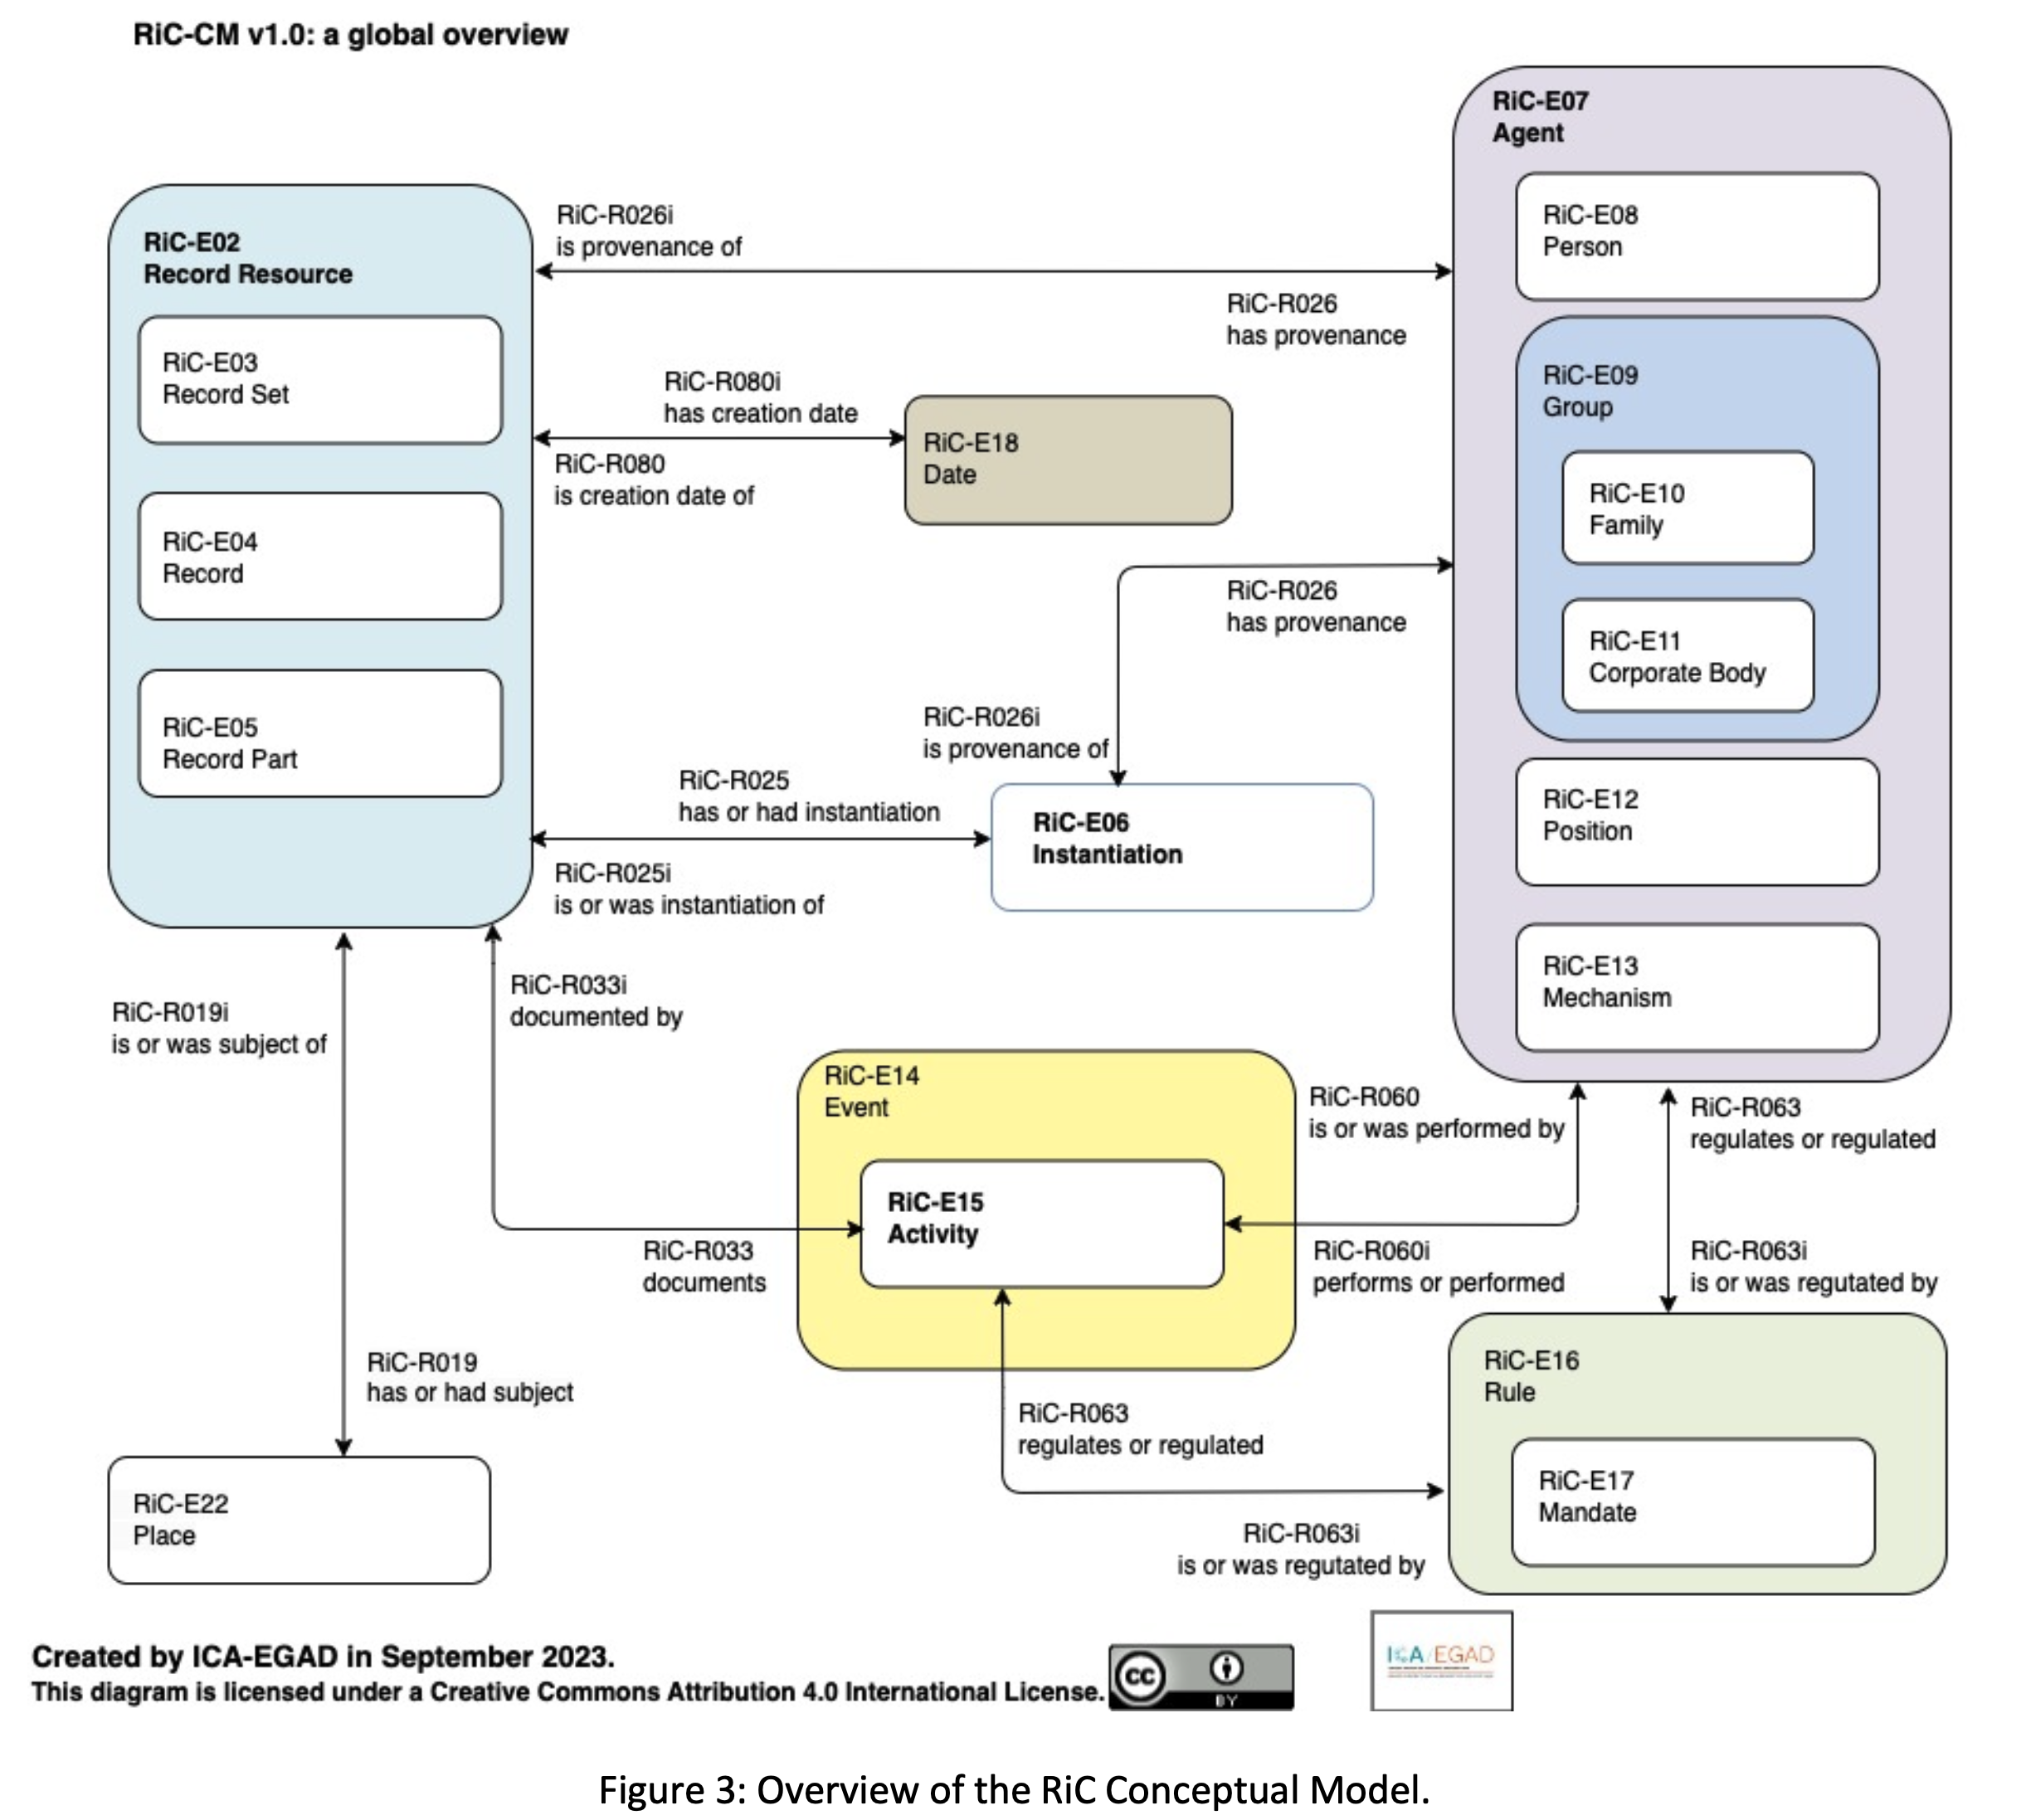 RiC-CM v1.0: a global overview
RiC-E07
Agent
RiC-E08
Person
RiC-E09
Group
RiC-E10
Family
RiC-E11
Corporate Body
RiC-E12
Position
RiC-E13
Mechanism
RiC-E02
Record Resource
RiC-E03
Record Set
RiC-E04
Record
RiC-E05
Record Part
RiC-R026i
is provenance of
RiC-R026
has provenance
RiC-R080i
has creation date
RiC-R080
is creation date of
RiC-E18
Date
RiC-R026
has provenance
RiC-R026i
is provenance of
RiC-R025
has or had instantiation
RiC-R025i
is or was instantiation of
RiC-E06
Instantiation
RiC-R019i
is or was subject of
RiC-R019
has or had subject
RiC-R033i
documented by
RiC-R033
documents
RiC-E14
Event
RiC-E15
Activity
RiC-R060
is or was performed by
RiC-R060i
performs or performed
RiC-R063
regulates or regulated
RiC-R063i
is or was regutated by
RiC-E16
Rule
RiC-E17
Mandate
RiC-R063
regulates or regulated
RiC-R063i
is or was regutated by
RiC-E22
Place
Created by ICA-EGAD in September 2023.
This diagram is licensed under a Creative Commons Attribution 4.0 International License.
cc
BY
ICA/EGAD
Figure 3: Overview of the RiC Conceptual Model.